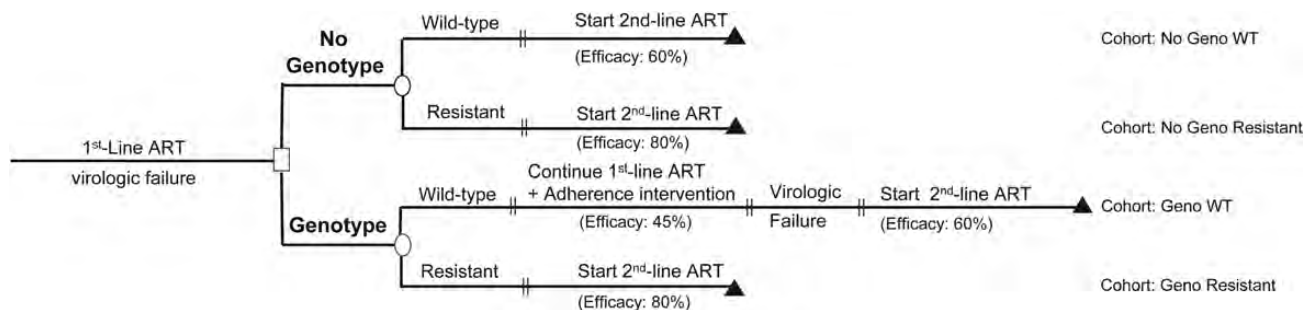 Wild-type
Start 2nd-line ART
(Efficacy: 60%)
Cohort: No Geno WT
No
Genotype
Resistant
Start 2nd-line ART
(Efficacy: 80%)
Cohort: No Geno Resistant
1st-Line ART
virologic failure
Genotype
Wild-type
Continue 1st-line ART
+ Adherence intervention
(Efficacy: 45%)
Virologic
Failure
Start 2nd-line ART
(Efficacy: 60%)
Cohort: Geno WT
Resistant
Start 2nd-line ART
(Efficacy: 80%)
Cohort: Geno Resistant